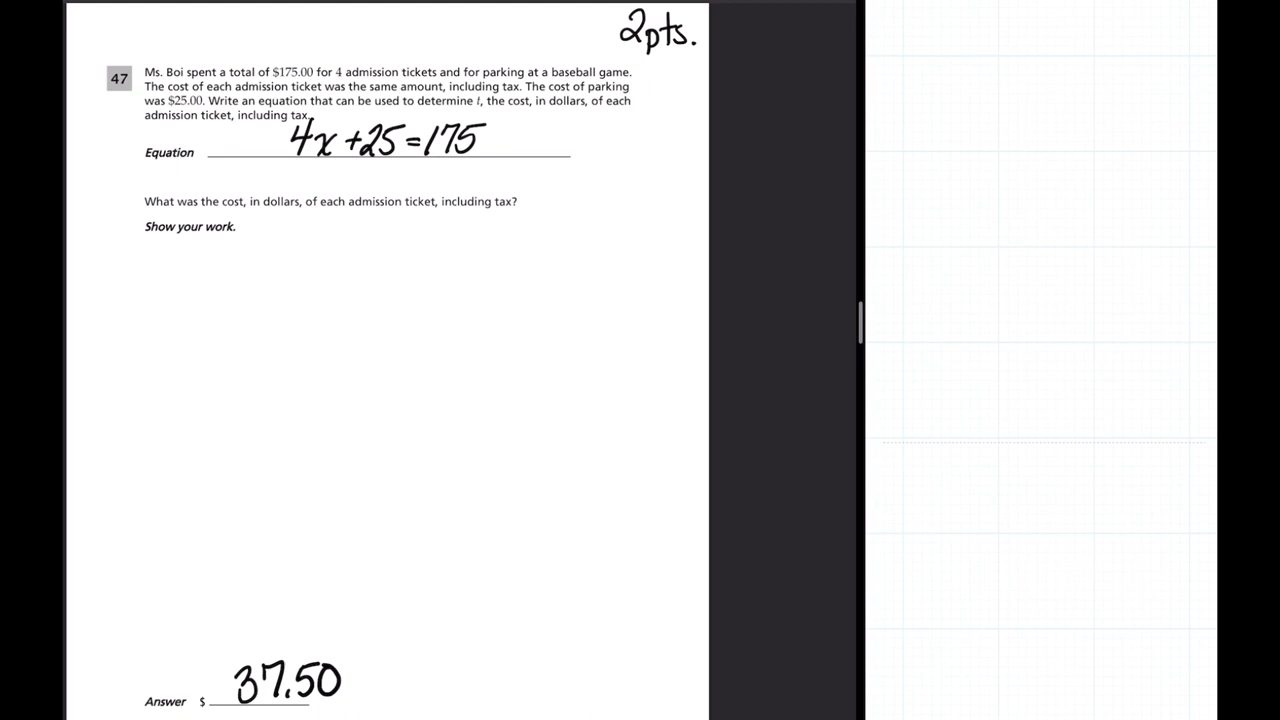 2pts.
47
Ms. Boi spent a total of $175.00 for 4 admission tickets and for parking at a baseball game.
The cost of each admission ticket was the same amount, including tax. The cost of parking
was $25.00. Write an equation that can be used to determine t, the cost, in dollars, of each
admission ticket, including tax.
Equation 4x+25=175
What was the cost, in dollars, of each admission ticket, including tax?
Show your work.
Answer $ 37.50